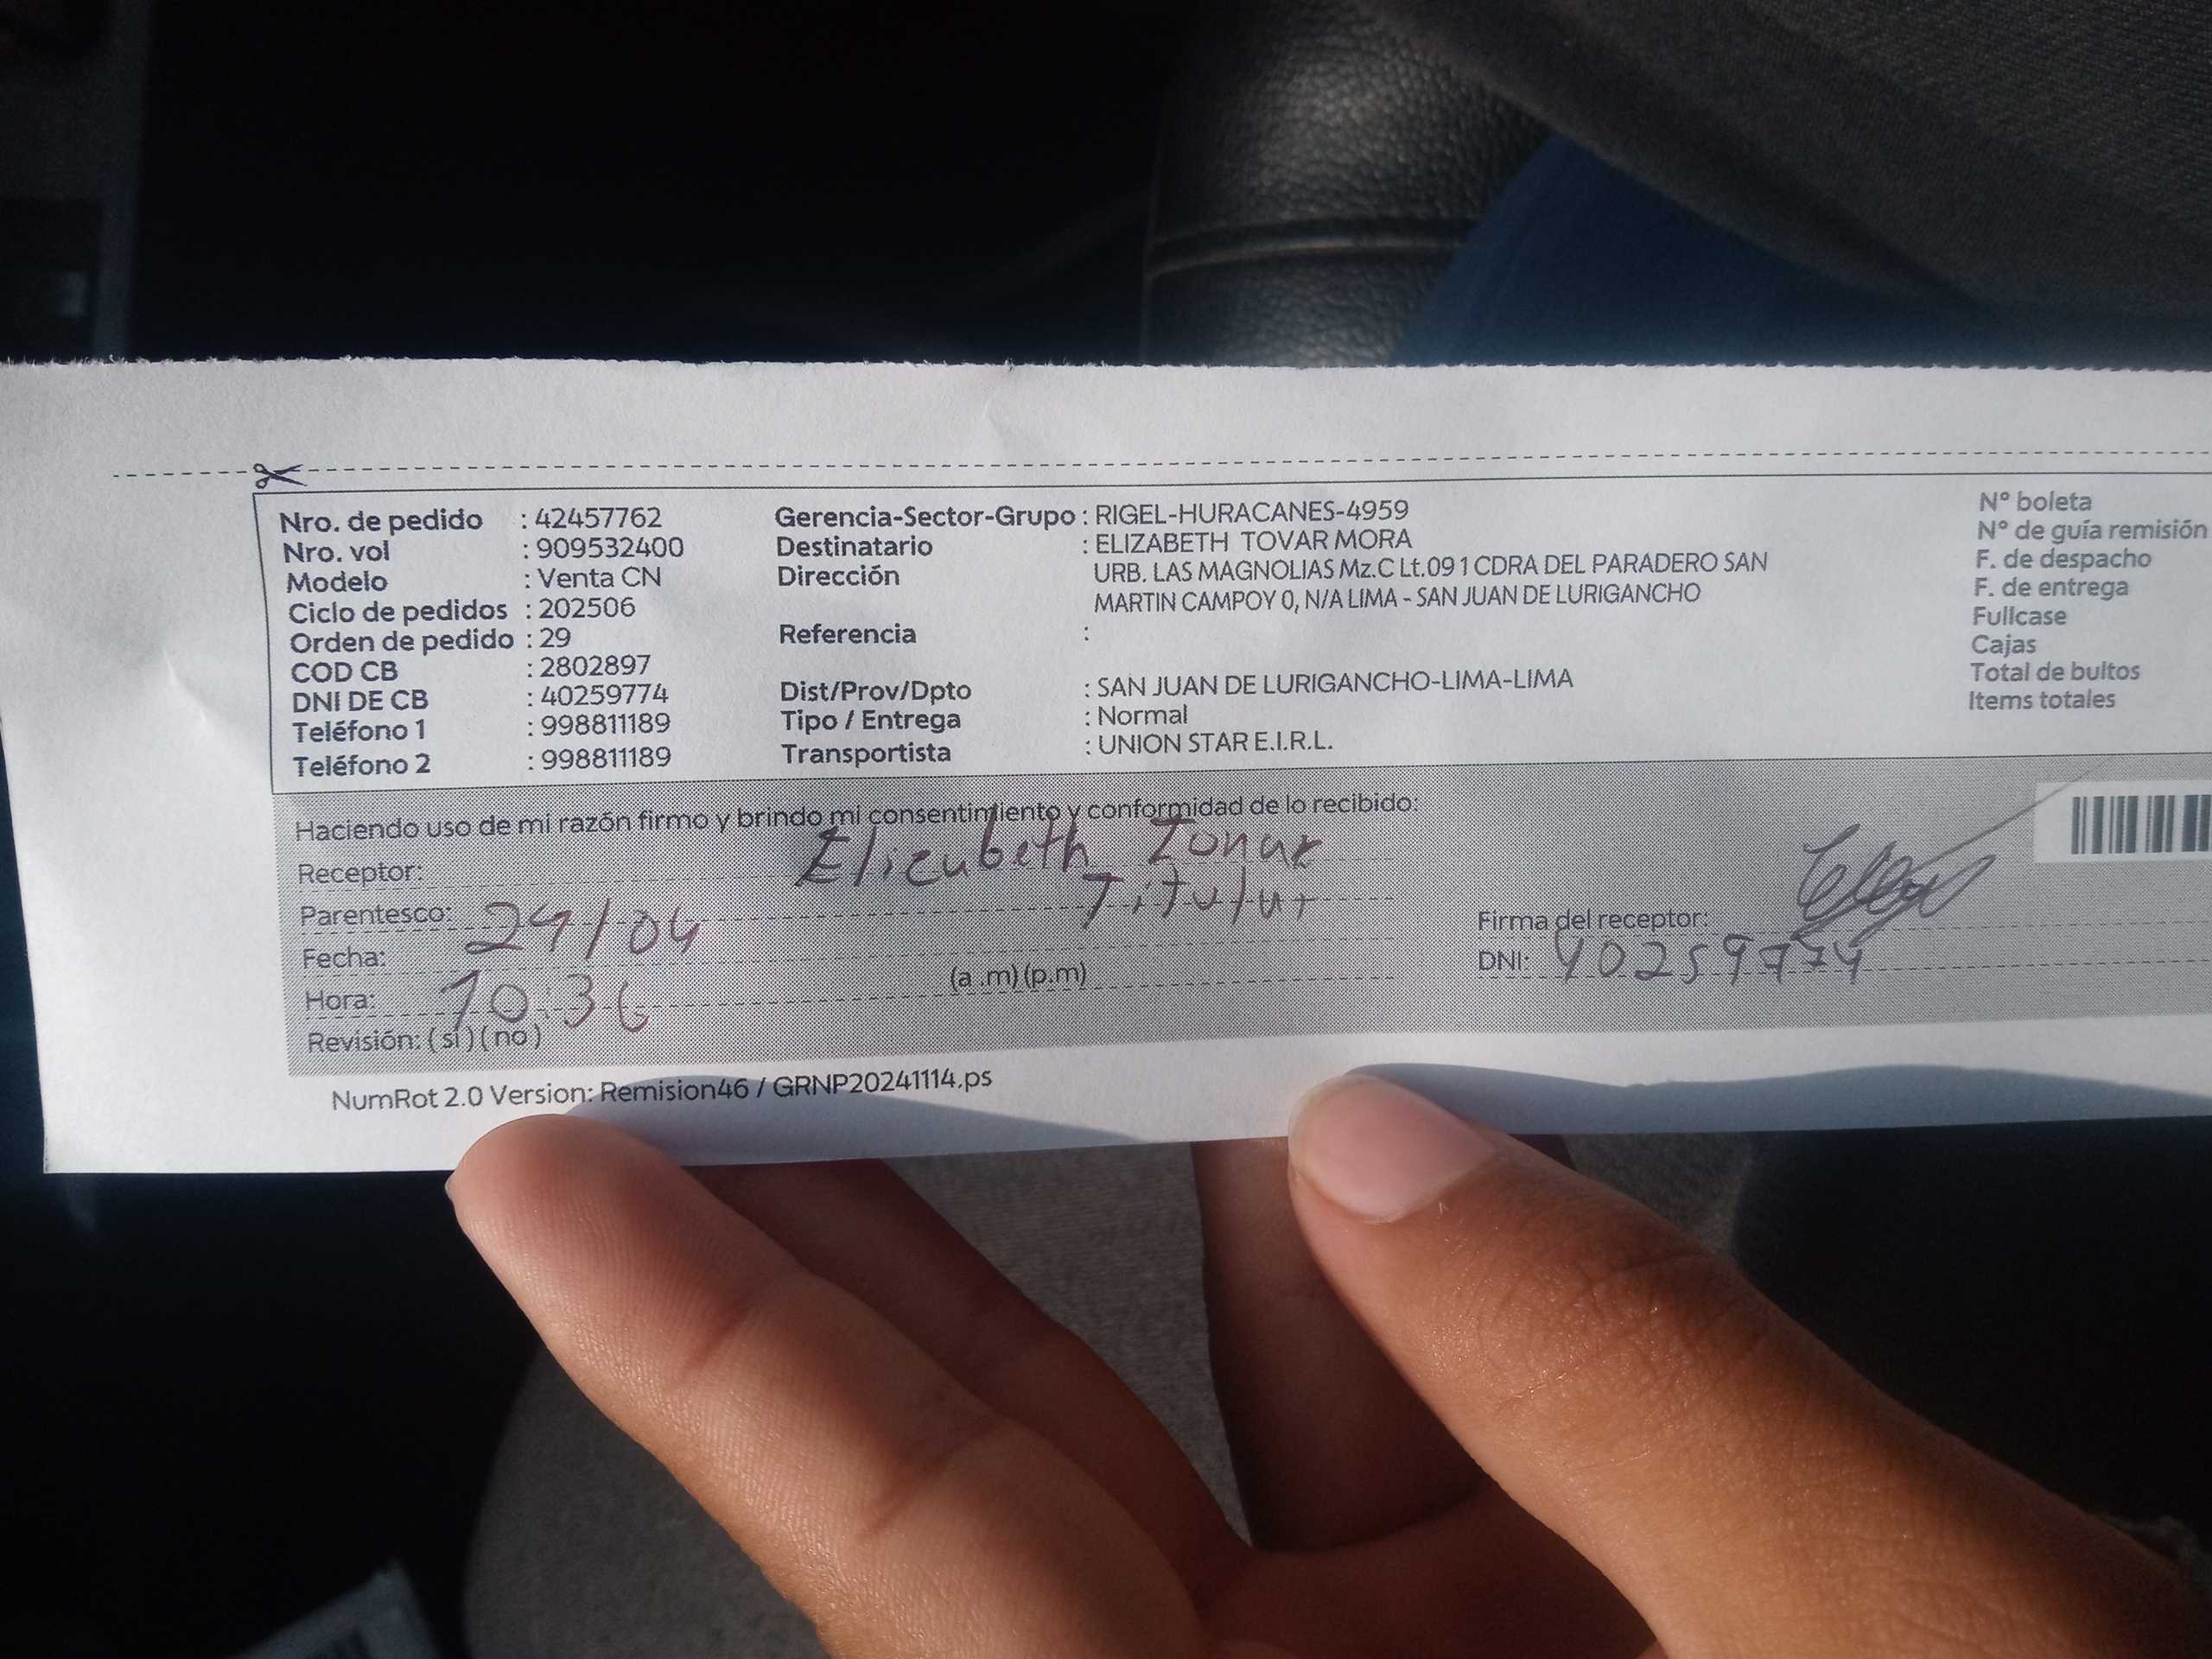 Nro. de pedido : 42457762 Gerencia-Sector-Grupo : RIGEL-HURACANES-4959 N° boleta
Nro. vol : 909532400 Destinatario : ELIZABETH TOVAR MORA N° de guía remisión
Modelo : Venta CN Dirección URB. LAS MAGNOLIAS Mz.C Lt.09 1 CDRA DEL PARADERO SAN F. de despacho
Ciclo de pedidos : 202506 MARTIN CAMPOY 0, N/A LIMA - SAN JUAN DE LURIGANCHO F. de entrega
Orden de pedido : 29 Referencia : Fullcase
COD CB : 2802897 Cajas
DNI DE CB : 40259774 Dist/Prov/Dpto : SAN JUAN DE LURIGANCHO-LIMA-LIMA Total de bultos
Teléfono 1 : 998811189 Tipo / Entrega : Normal Items totales
Teléfono 2 : 998811189 Transportista : UNION STAR E.I.R.L.
Haciendo uso de mi razón firmo y brindo mi consentimiento y conformidad de lo recibido:
Receptor: Elizabeth Tovar
Parentesco: Titular
Firma del receptor:
Fecha: 24/04
DNI: 40259774
Hora: 10:36 (a .m) (p.m)
Revisión: ( si ) ( no )
NumRot 2.0 Version: Remision46 / GRNP20241114.ps